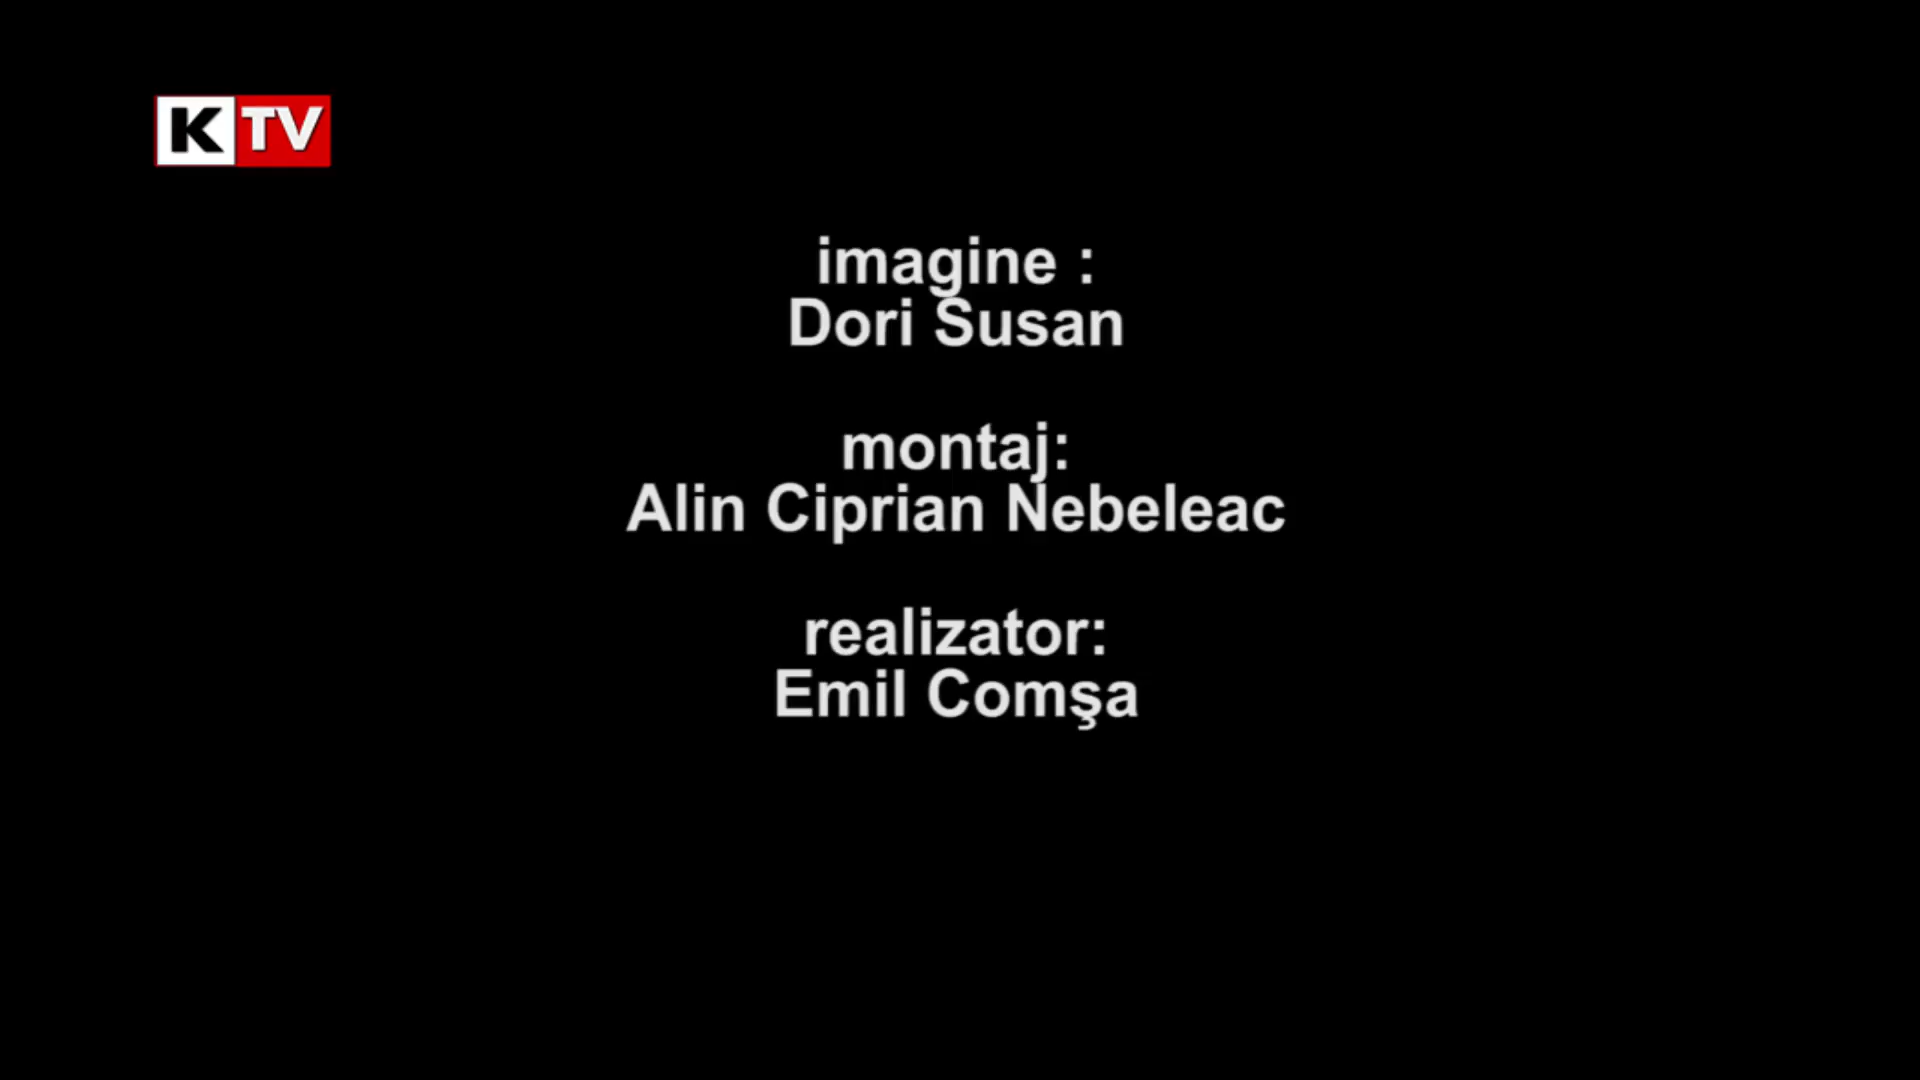 KTV
imagine :
Dori Susan
montaj:
Alin Ciprian Nebeleac
realizator:
Emil Comşa